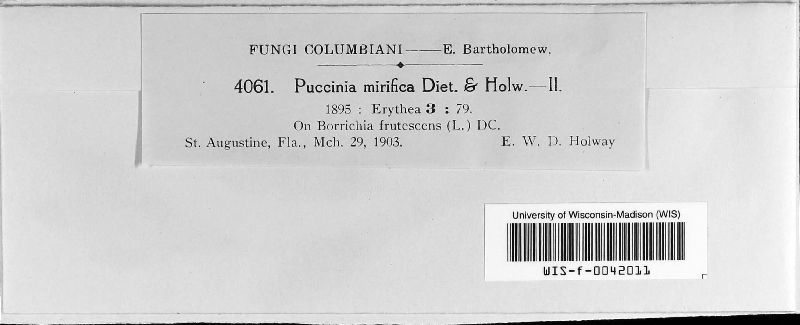 FUNGI COLUMBIANI—E. Bartholomew.
4061. Puccinia mirifica Diet. & Holw.—II.
1895 : Erythea 3 : 79.
On Borrichia frutescens (L.) DC.
St. Augustine, Fla., Mch. 29, 1903. E. W. D. Holway
University of Wisconsin-Madison (WIS)
WIS-f-0042011